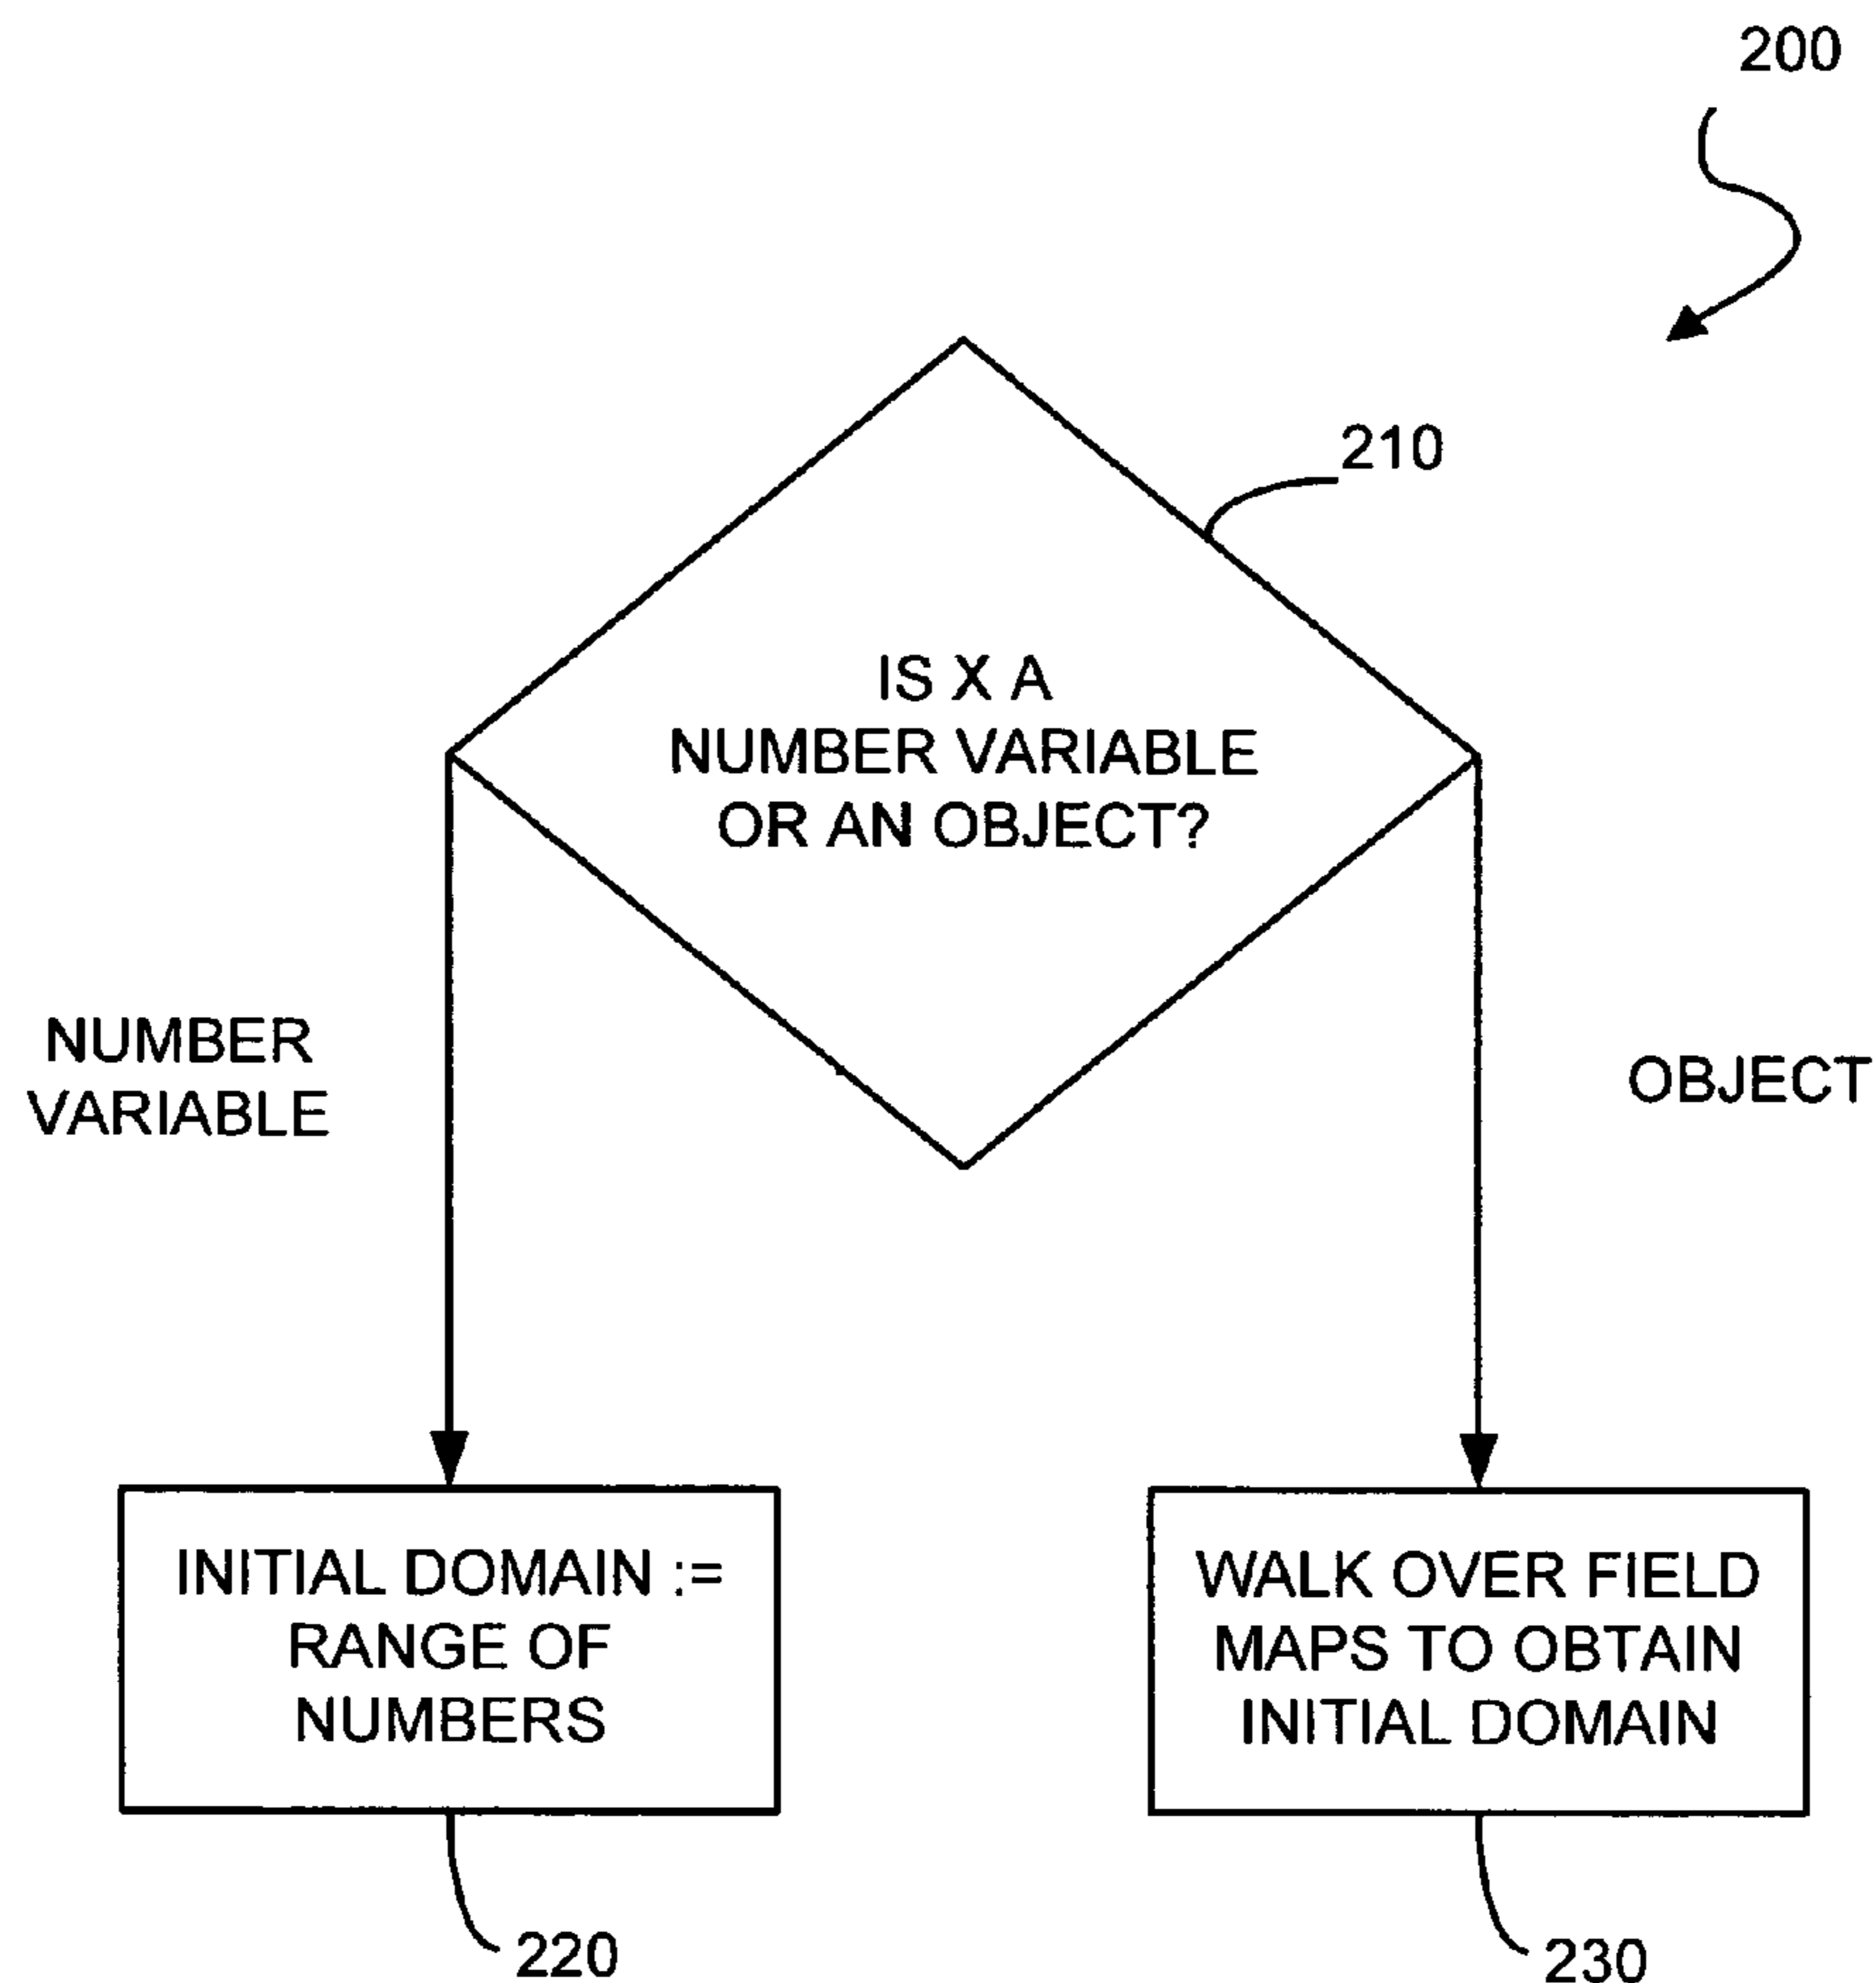 200
210
IS X A
NUMBER VARIABLE
OR AN OBJECT?
NUMBER
VARIABLE
OBJECT
INITIAL DOMAIN :=
RANGE OF
NUMBERS
WALK OVER FIELD
MAPS TO OBTAIN
INITIAL DOMAIN
220
230